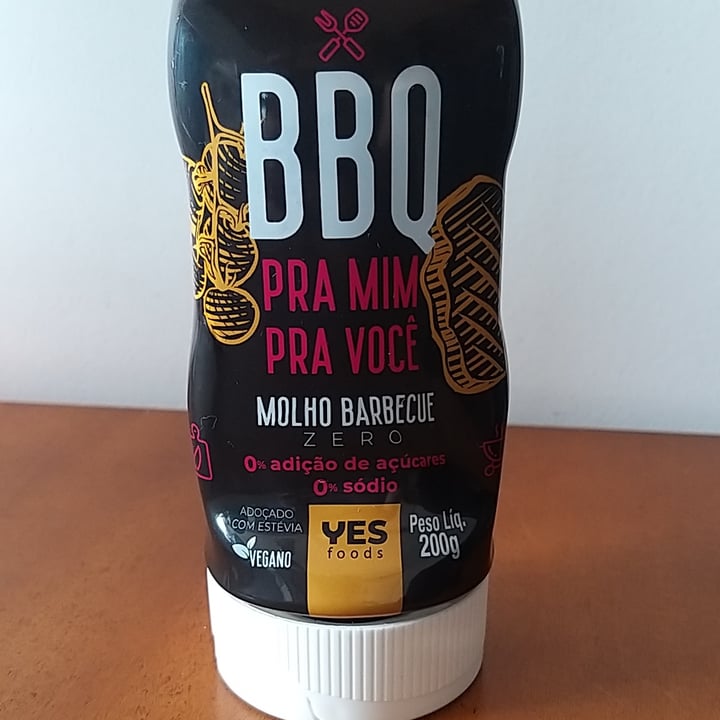 BBQ
PRA MIM
PRA VOCÊ
MOLHO BARBECUE
ZERO
0% adição de açúcares
0% sódio
ADOÇADO
COM ESTÉVIA
VEGANO
YES
foods
Peso Líq.
200g